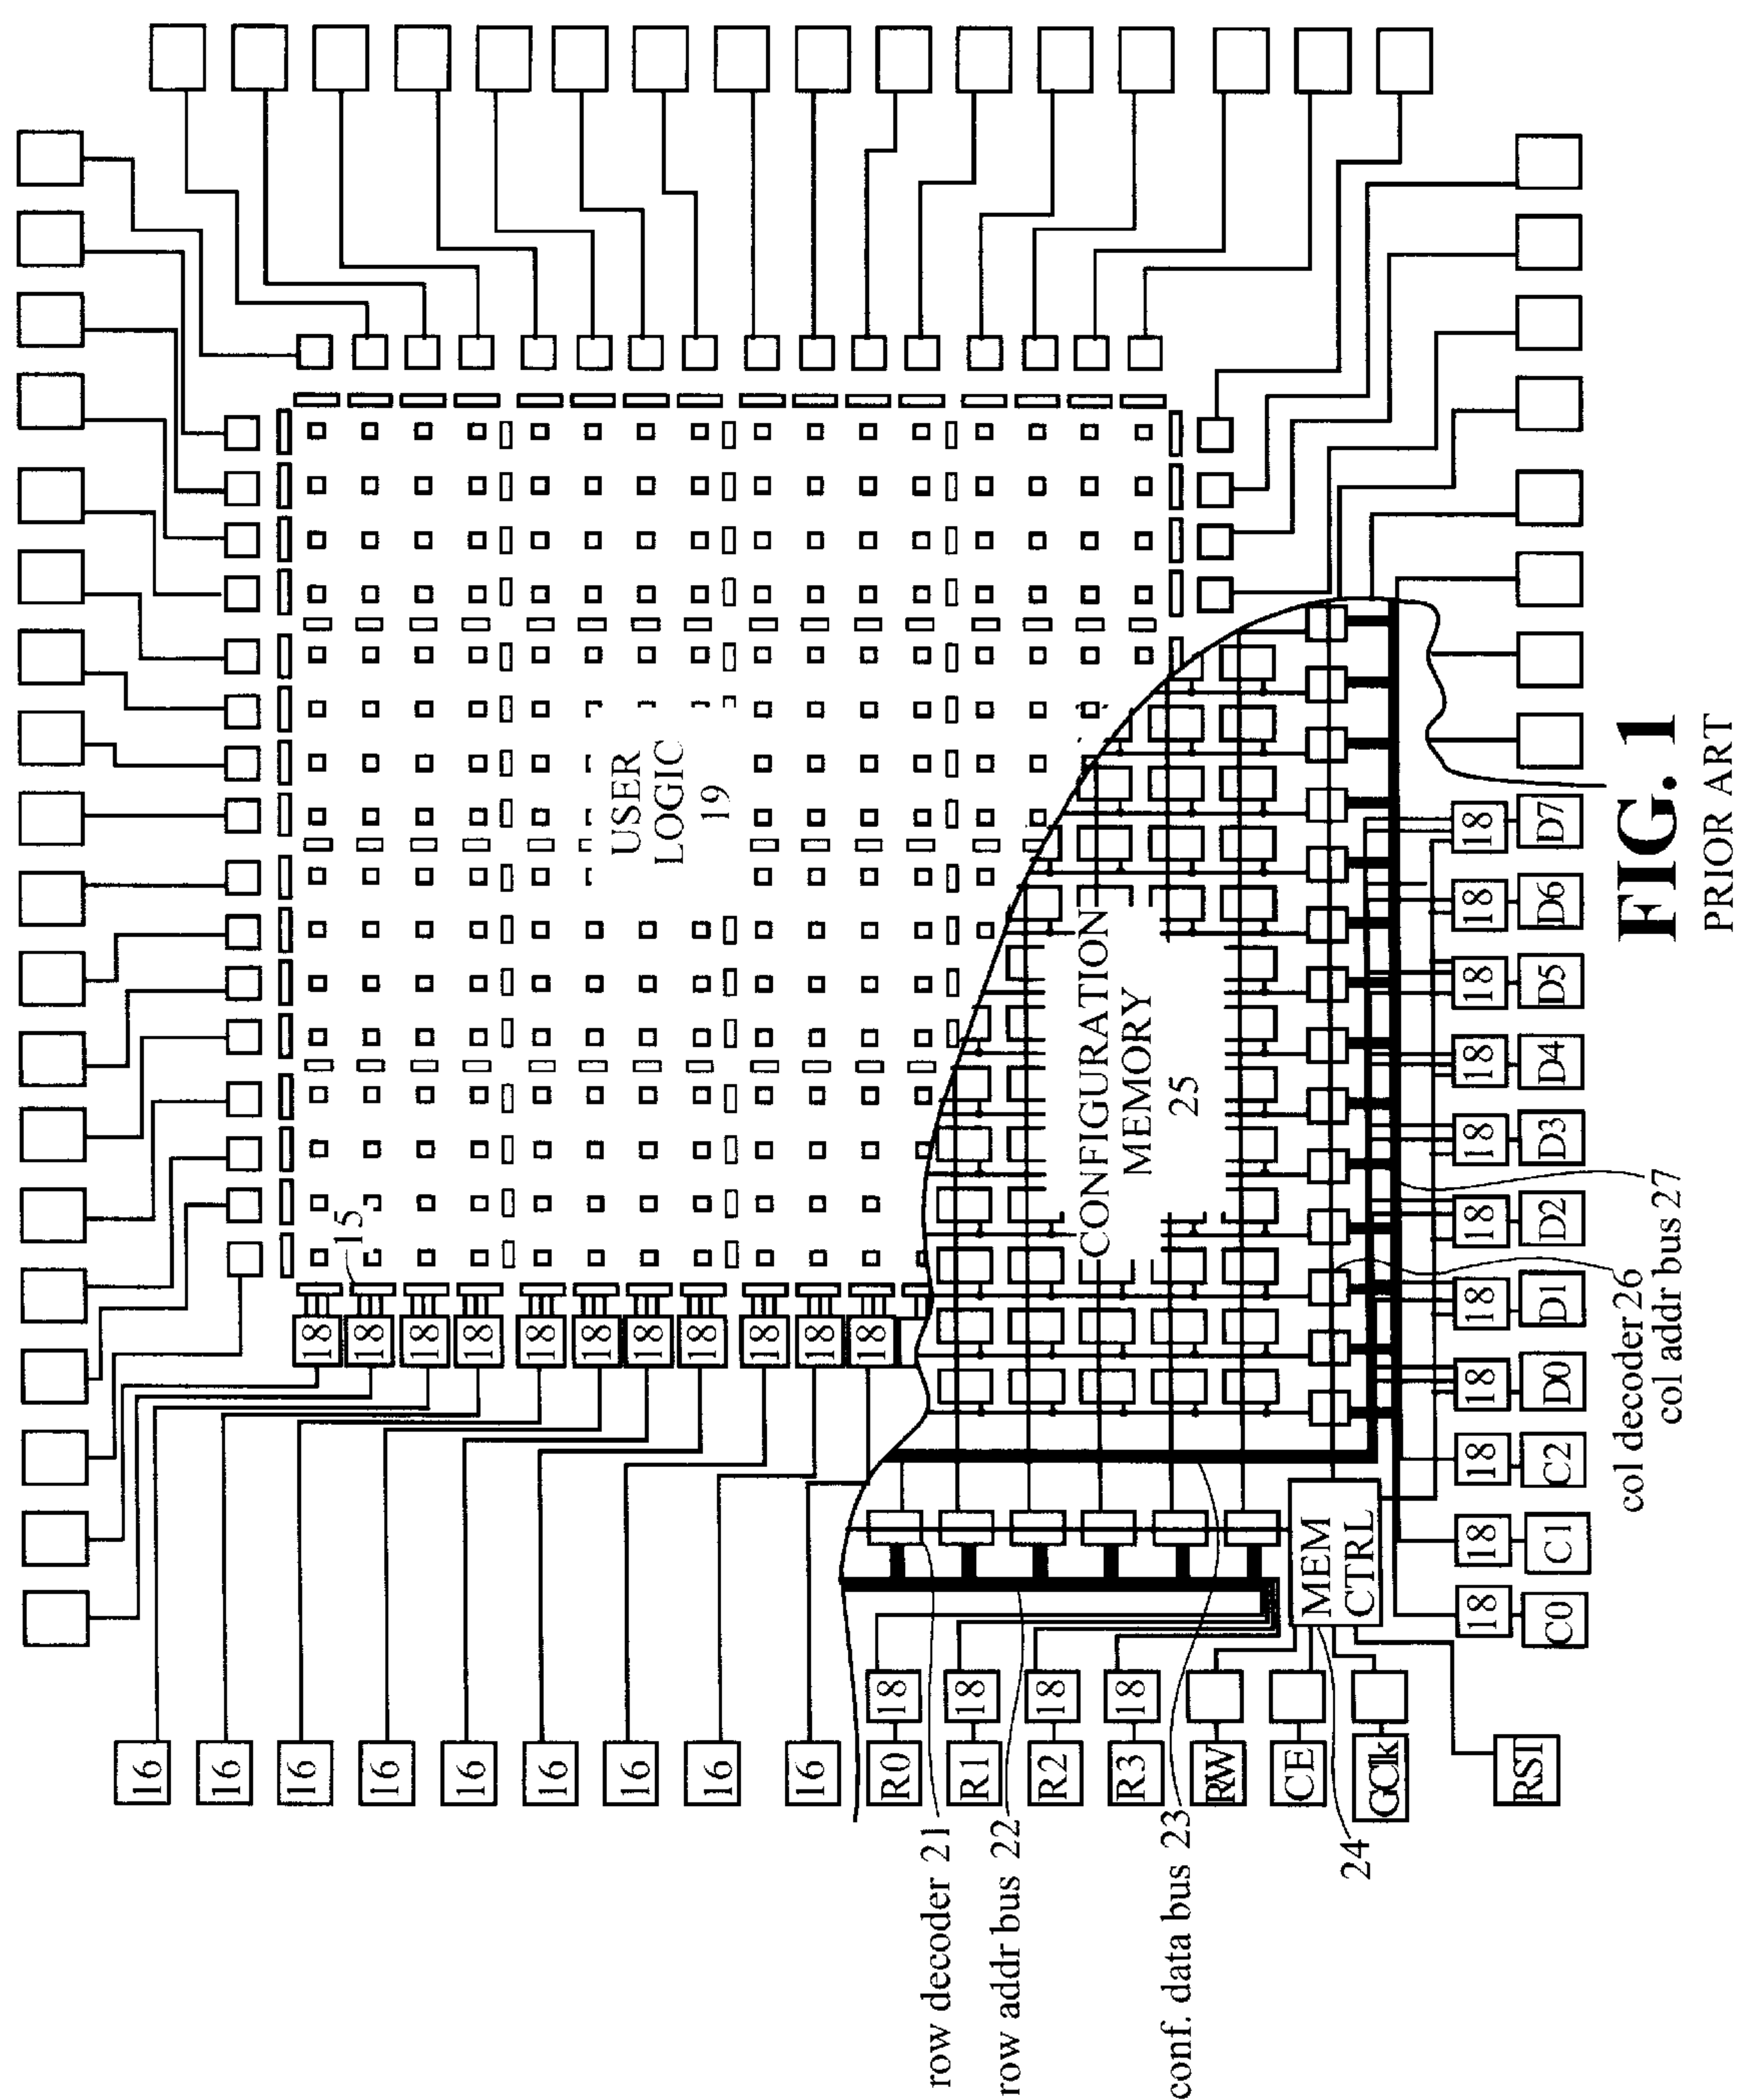 16
16
16
16
16
16
16
16
16
18
18
18
18
18
18
18
18
18
18
18
15
USER
LOGIC
19
R0
18
R1
18
R2
18
R3
18
RW
CE
GClk
RST
row decoder 21
row addr bus 22
conf. data bus 23
24
CONFIGURATION
MEMORY
25
MEM
CTRL
18
18
18
18
18
18
18
18
18
18
18
C0
C1
C2
D0
D1
D2
D3
D4
D5
D6
D7
col decoder 26
col addr bus 27
FIG. 1
PRIOR ART